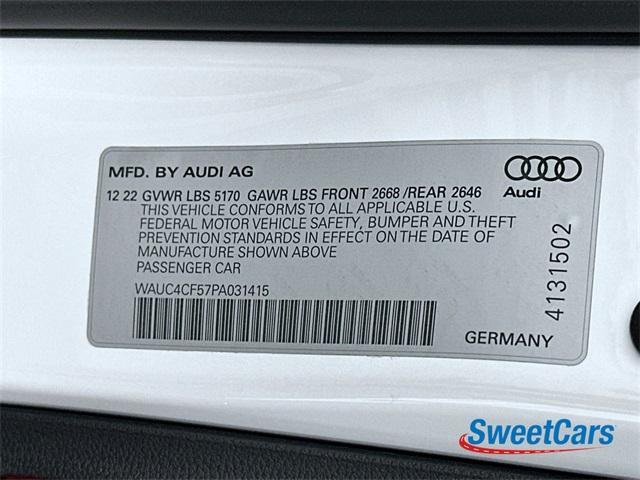 MFD. BY AUDI AG
Audi
12 22 GVWR LBS 5170 GAWR LBS FRONT 2668 /REAR 2646
THIS VEHICLE CONFORMS TO ALL APPLICABLE U.S.
FEDERAL MOTOR VEHICLE SAFETY, BUMPER AND THEFT
PREVENTION STANDARDS IN EFFECT ON THE DATE OF
MANUFACTURE SHOWN ABOVE
PASSENGER CAR
WAUC4CF57PA031415
4131502
GERMANY
SweetCars